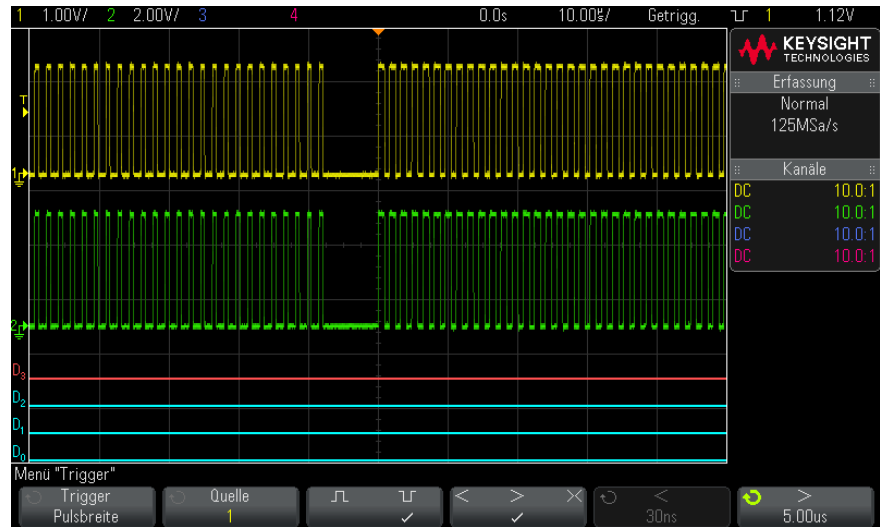 1 1.00V/ 2 2.00V/ 3 4 0.0s 10.00us/ Getrigg. 1 1.12V
KEYSIGHT
TECHNOLOGIES
Erfassung
Normal
125MSa/s
Kanäle
DC 10.0:1
DC 10.0:1
DC 10.0:1
DC 10.0:1
T
1
2
D3
D2
D1
D0
Menü "Trigger"
Trigger
Pulsbreite
Quelle
1
< > ><
✓
✓
<
30ns
>
5.00us